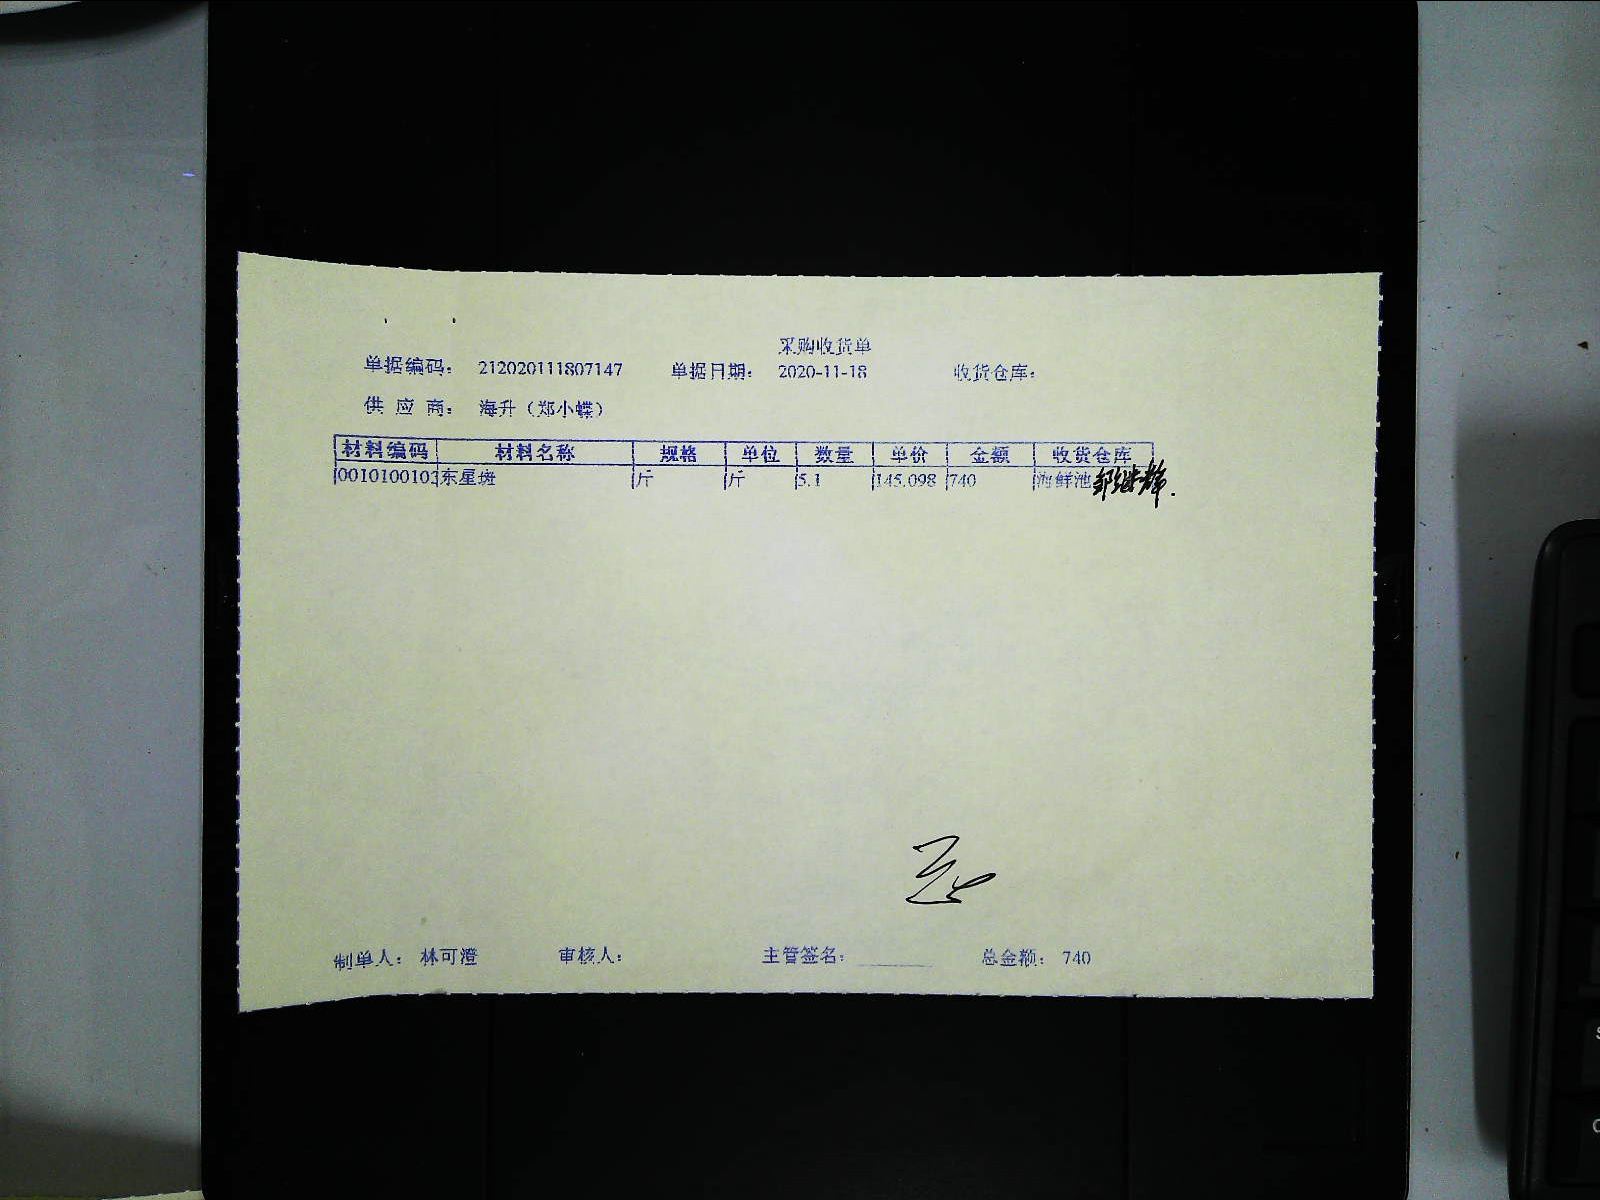 采购收货单
单据编码： 212020111807147 单据日期： 2020-11-18 收货仓库：
供 应 商： 海升（郑小蝶）
材料编码 材料名称 规格 单位 数量 单价 金额 收货仓库
0010100103 东星斑 斤 斤 5.1 145.098 740 海鲜池
制单人： 林可澄 审核人： 主管签名： 总金额： 740